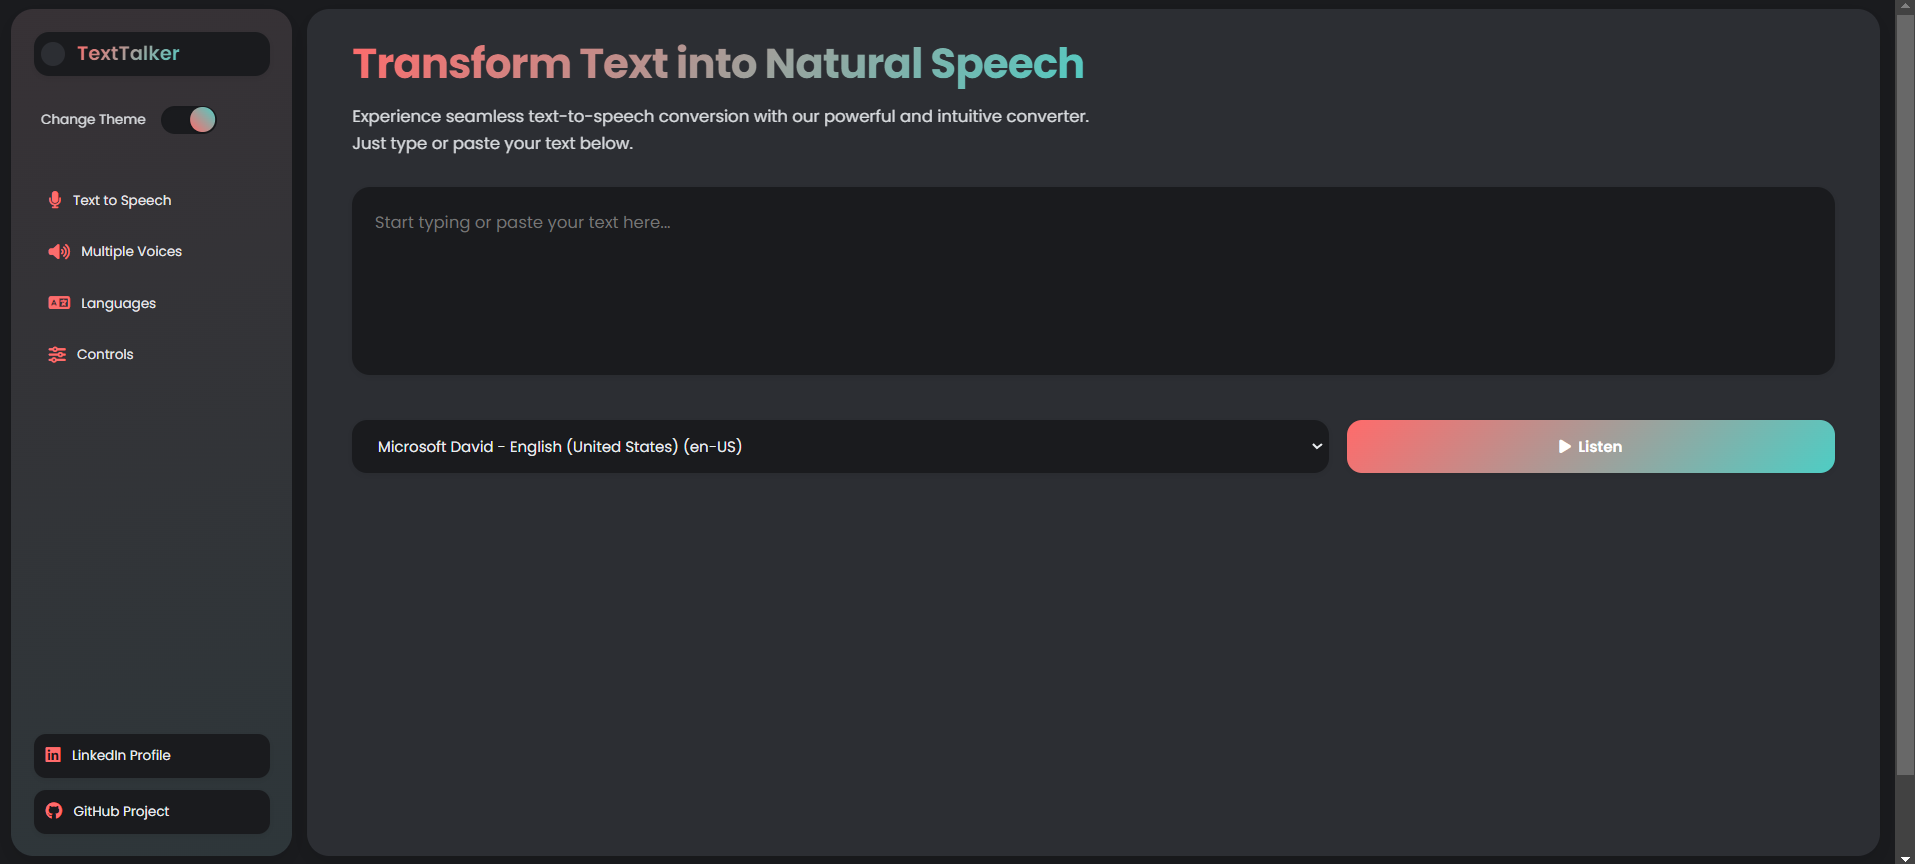 TextTalker
Change Theme
Text to Speech
Multiple Voices
Languages
Controls
LinkedIn Profile
GitHub Project
Transform Text into Natural Speech
Experience seamless text-to-speech conversion with our powerful and intuitive converter.
Just type or paste your text below.
Start typing or paste your text here...
Microsoft David - English (United States) (en-US)
Listen